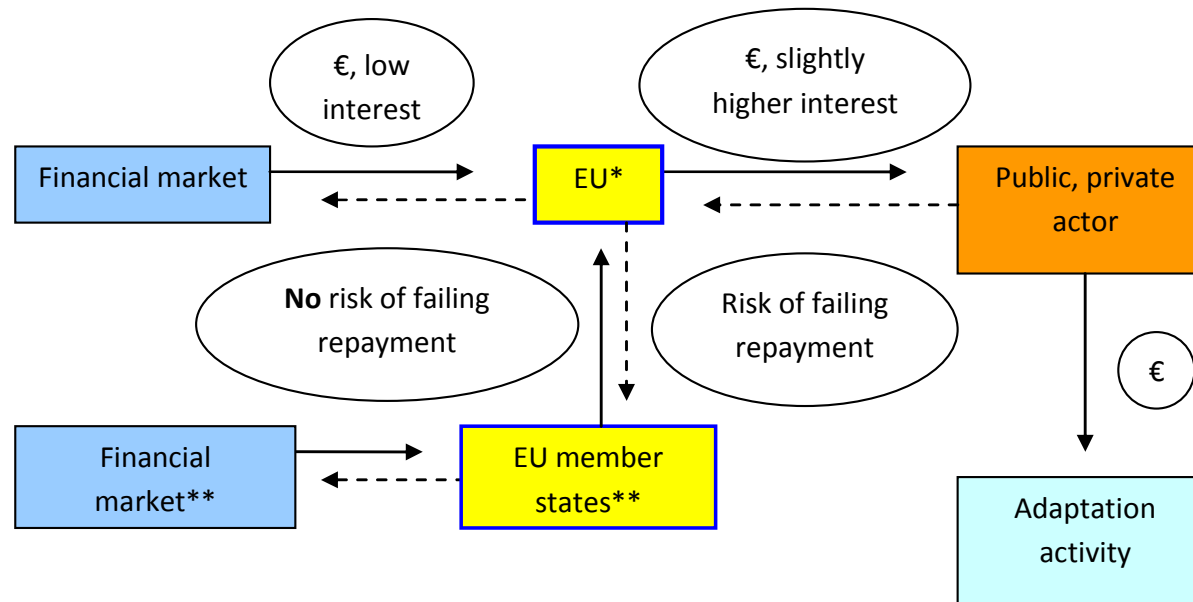 €, low
interest
€, slightly
higher interest
Financial market
EU*
Public, private
actor
No risk of failing
repayment
Risk of failing
repayment
€
Financial
market**
EU member
states**
Adaptation
activity